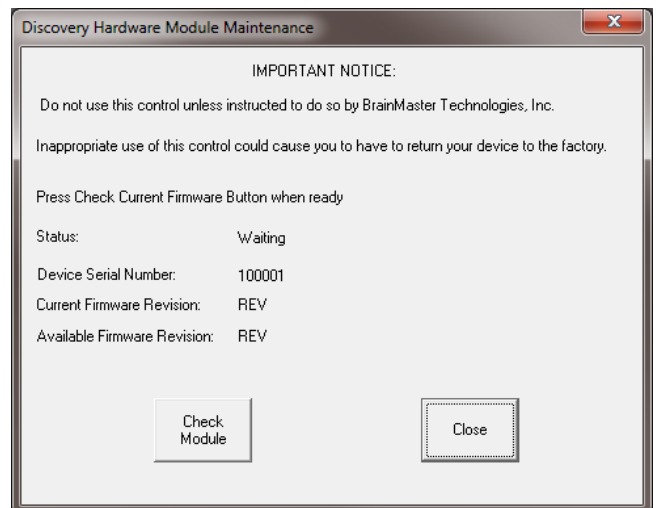 Discovery Hardware Module Maintenance
IMPORTANT NOTICE:
Do not use this control unless instructed to do so by BrainMaster Technologies, Inc.
Inappropriate use of this control could cause you to have to return your device to the factory.
Press Check Current Firmware Button when ready
Status: Waiting
Device Serial Number: 100001
Current Firmware Revision: REV
Available Firmware Revision: REV
Check
Module
Close